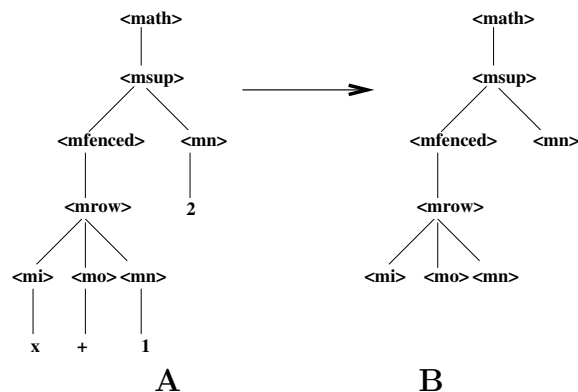 <math> <math>
<msup> <msup>
<mfenced> <mn> <mfenced> <mn>
<mrow> 2 <mrow>
<mi> <mo> <mn> <mi> <mo> <mn>
x + 1
A B